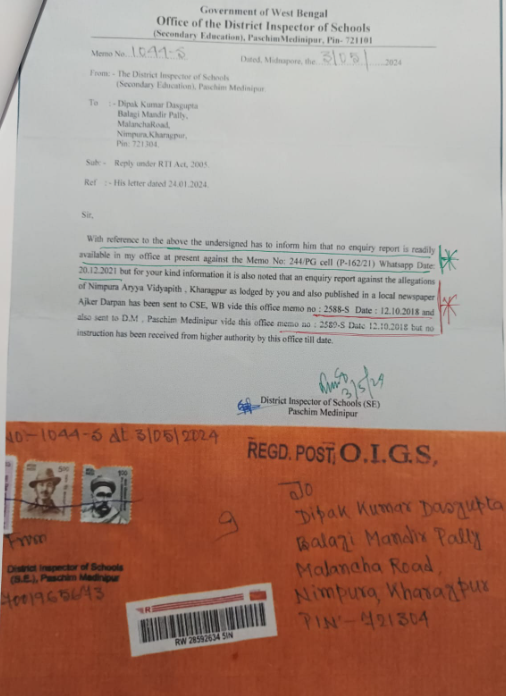 Government of West Bengal
Office of the District Inspector of Schools
(Secondary Education), PaschimMedinipur, Pin- 721101
Memo No. 1044-S Dated, Midnapore, the 3/05/ 2024
From: - The District Inspector of Schools
(Secondary Education), Paschim Medinipur.
To :- Dipak Kumar Dasgupta
Balagi Mandir Pally,
MalanchaRoad,
Nimpura,Kharagpur,
Pin: 721304.
Sub:- Reply under RTI Act, 2005.
Ref :- His letter dated 24.01.2024.
Sir,
With reference to the above the undersigned has to inform him that no enquiry report is readily
available in my office at present against the Memo No: 244/PG cell (P-162/21) Whatsapp Date:
20.12.2021 but for your kind information it is also noted that an enquiry report against the allegations
of Nimpura Aryya Vidyapith , Kharagpur as lodged by you and also published in a local newspaper
Ajker Darpan has been sent to CSE, WB vide this office memo no : 2588-S Date : 12.10.2018 and
also sent to D.M , Paschim Medinipur vide this office memo no : 2589-S Date 12.10.2018 but no
instruction has been received from higher authority by this office till date.
3/5/24
District Inspector of Schools (SE)
Paschim Medinipur
NO-1044-S dt 3/05/2024
REGD. POST, O.I.G.S,
5.00
100
To
Dipak Kumar Dasgupta
Balagi Mandir Pally
Malancha Road,
Nimpura Kharagpur
PIN-721304
9
From
District Inspector of Schools
(S.E.), Paschim Medinipur
R
RW 28592634 5IN